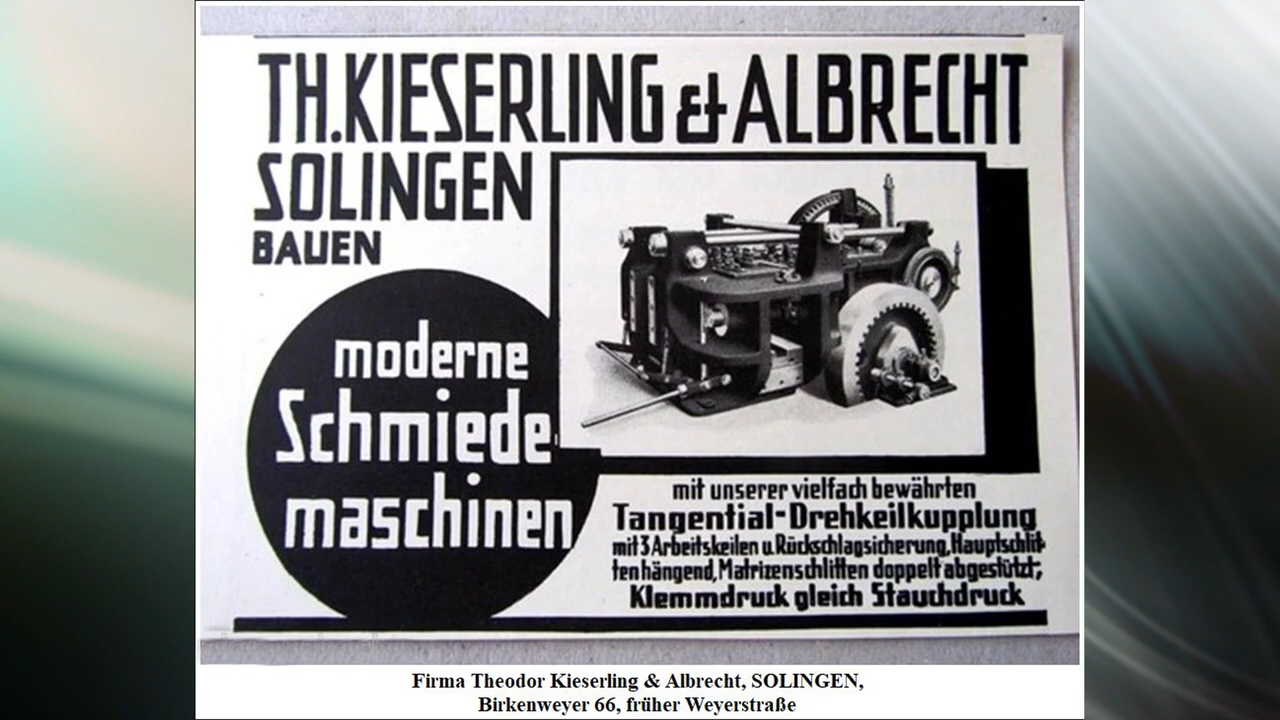 TH. KIESERLING & ALBRECHT
SOLINGEN
BAUEN
moderne
Schmiede-
maschinen
mit unserer vielfach bewährten
Tangential-Drehkeilkupplung
mit 3 Arbeitskeilen u. Rückschlagsicherung, Hauptschlit-
ten hängend, Matrizenschlitten doppelt abgestützt,
Klemmdruck gleich Stauchdruck
Firma Theodor Kieserling & Albrecht, SOLINGEN,
Birkenweyer 66, früher Weyerstraße